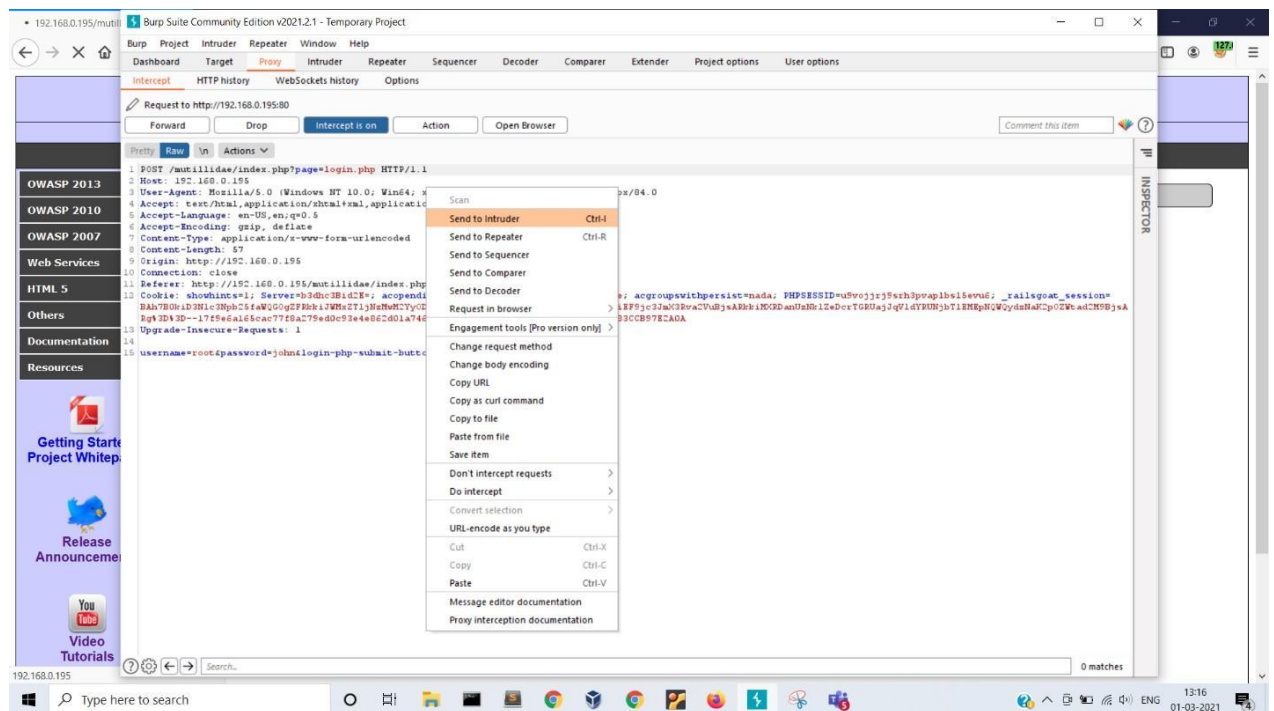 192.168.0.195/mutil
Burp Suite Community Edition v2021.2.1 - Temporary Project
Burp Project Intruder Repeater Window Help
Dashboard Target Proxy Intruder Repeater Sequencer Decoder Comparer Extender Project options User options
Intercept HTTP history WebSockets history Options
Request to http://192.168.0.195:80
Forward Drop Intercept is on Action Open Browser Comment this item
Pretty Raw \n Actions
INSPECTOR
1 POST /mutillidae/index.php?page=login.php HTTP/1.1
2 Host: 192.168.0.195
3 User-Agent: Mozilla/5.0 (Windows NT 10.0; Win64; x
4 Accept: text/html,application/xhtml+xml,applicatio
5 Accept-Language: en-US,en;q=0.5
6 Accept-Encoding: gzip, deflate
7 Content-Type: application/x-www-form-urlencoded
8 Content-Length: 57
9 Origin: http://192.168.0.195
10 Connection: close
11 Referer: http://192.168.0.195/mutillidae/index.php
12 Cookie: showhints=1; acopendi acgroupswithpersist=nada; _railsgoat_session=
13 Upgrade-Insecure-Requests: 1
14
15 username=root&password=john&login-php-submit-butto
Scan
Send to Intruder Ctrl-I
Send to Repeater Ctrl-R
Send to Sequencer
Send to Comparer
Send to Decoder
Request in browser
Engagement tools [Pro version only]
Change request method
Change body encoding
Copy URL
Copy as curl command
Copy to file
Paste from file
Save item
Don't intercept requests
Do intercept
Convert selection
URL-encode as you type
Cut Ctrl-X
Copy Ctrl-C
Paste Ctrl-V
Message editor documentation
Proxy interception documentation
OWASP 2013
OWASP 2010
OWASP 2007
Web Services
HTML 5
Others
Documentation
Resources
Getting Starte
Project Whitep
Release
Announcemen
You
Tube
Video
Tutorials
Search...
0 matches
192.168.0.195
Type here to search
ENG
13:16
01-03-2021